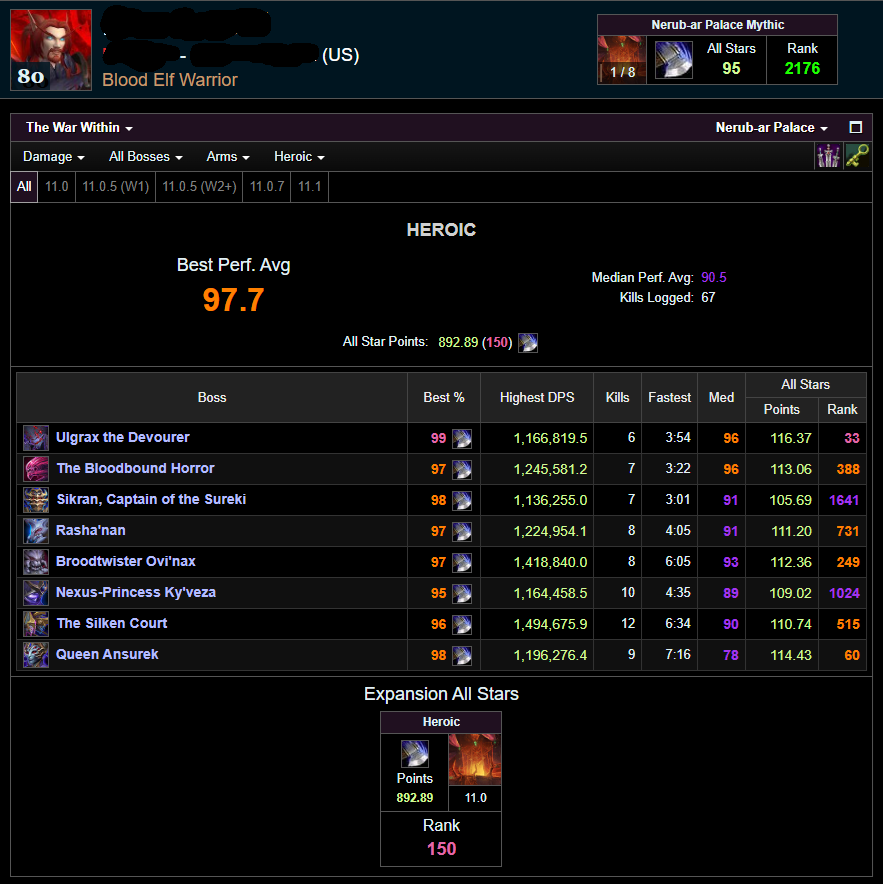 - (US)
Blood Elf Warrior
80
Nerub-ar Palace Mythic
1 / 8
All Stars
95
Rank
2176
The War Within
Nerub-ar Palace
Damage All Bosses Arms Heroic
All 11.0 11.0.5 (W1) 11.0.5 (W2+) 11.0.7 11.1
HEROIC
Best Perf. Avg
97.7
Median Perf. Avg: 90.5
Kills Logged: 67
All Star Points: 892.89 (150)
Boss Best % Highest DPS Kills Fastest Med All Stars
Points Rank
Ulgrax the Devourer 99 1,166,819.5 6 3:54 96 116.37 33
The Bloodbound Horror 97 1,245,581.2 7 3:22 96 113.06 388
Sikran, Captain of the Sureki 98 1,136,255.0 7 3:01 91 105.69 1641
Rasha'nan 97 1,224,954.1 8 4:05 91 111.20 731
Broodtwister Ovi'nax 97 1,418,840.0 8 6:05 93 112.36 249
Nexus-Princess Ky'veza 95 1,164,458.5 10 4:35 89 109.02 1024
The Silken Court 96 1,494,675.9 12 6:34 90 110.74 515
Queen Ansurek 98 1,196,276.4 9 7:16 78 114.43 60
Expansion All Stars
Heroic
Points
892.89 11.0
Rank
150